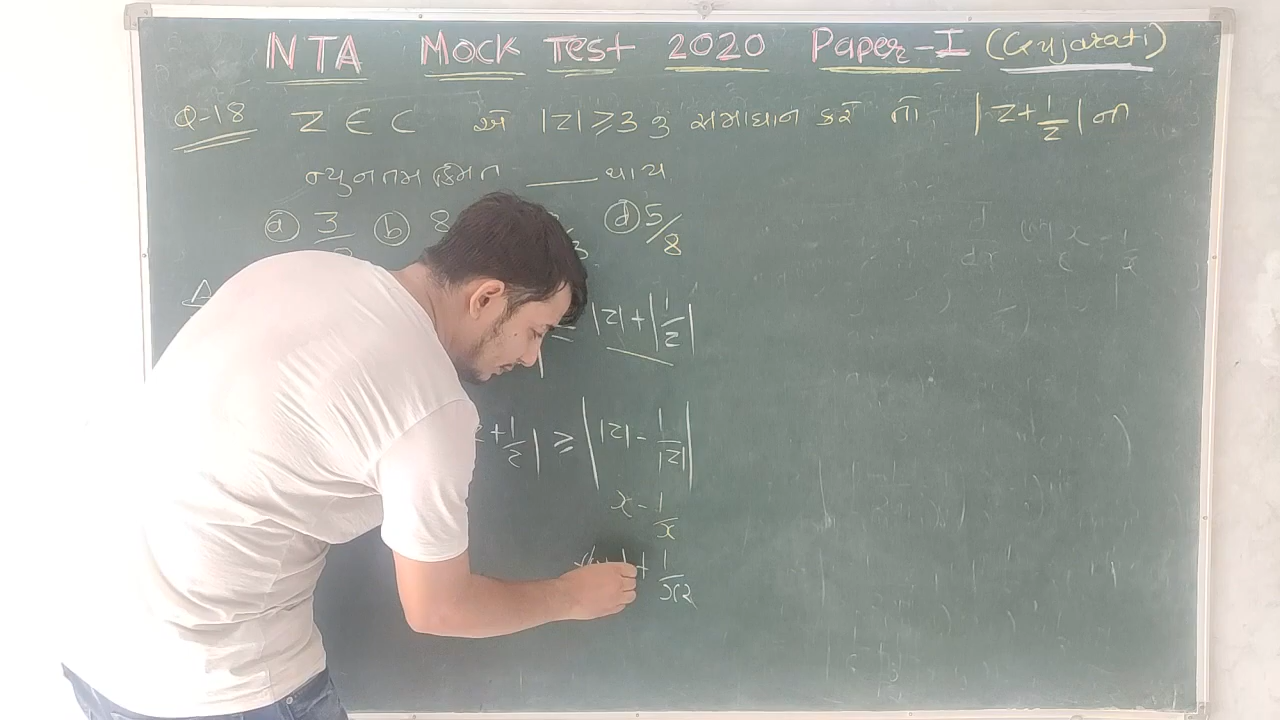 NTA Mock Test 2020 Paper-I (Gujarati)
Q-18 Z ∈ C એ |Z| ≥ 3 નું સમાધાન કરે તો |Z + 1/Z| ની
ન્યુનતમ કિંમત ____ થાય.
(a) 3/ (b) 8 /3 (d) 5/8
A
= |Z| + |1/Z|
+ 1/Z| ≥ ||Z| - 1/|Z||
x - 1/x
+ 1/x2